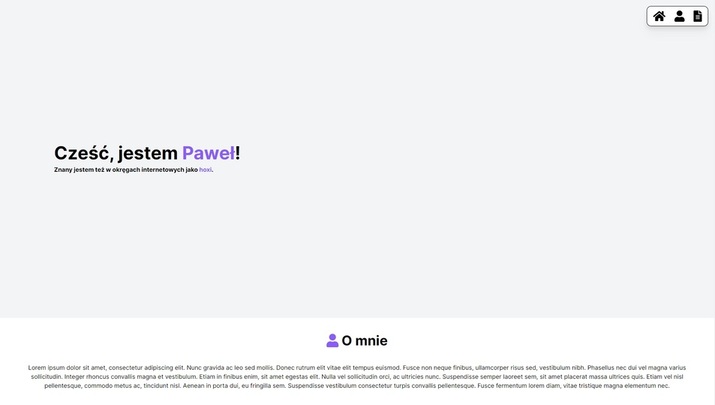 Cześć, jestem Paweł!
Znany jestem też w okręgach internetowych jako hoxi.
O mnie
Lorem ipsum dolor sit amet, consectetur adipiscing elit. Nunc gravida ac leo sed mollis. Donec rutrum elit vitae elit tempus euismod. Fusce non neque finibus, ullamcorper risus sed, vestibulum nibh. Phasellus nec dui vel magna varius
sollicitudin. Integer rhoncus convallis magna et vestibulum. Etiam in finibus enim, sit amet egestas elit. Nulla vel sollicitudin orci, ac ultricies nunc. Suspendisse semper laoreet sem, sit amet placerat massa ultrices quis. Etiam vel nisl
pellentesque, commodo metus ac, tincidunt nisl. Aenean in porta dui, eu fringilla sem. Suspendisse vestibulum consectetur turpis convallis pellentesque. Fusce fermentum lorem diam, vitae tristique magna elementum nec.